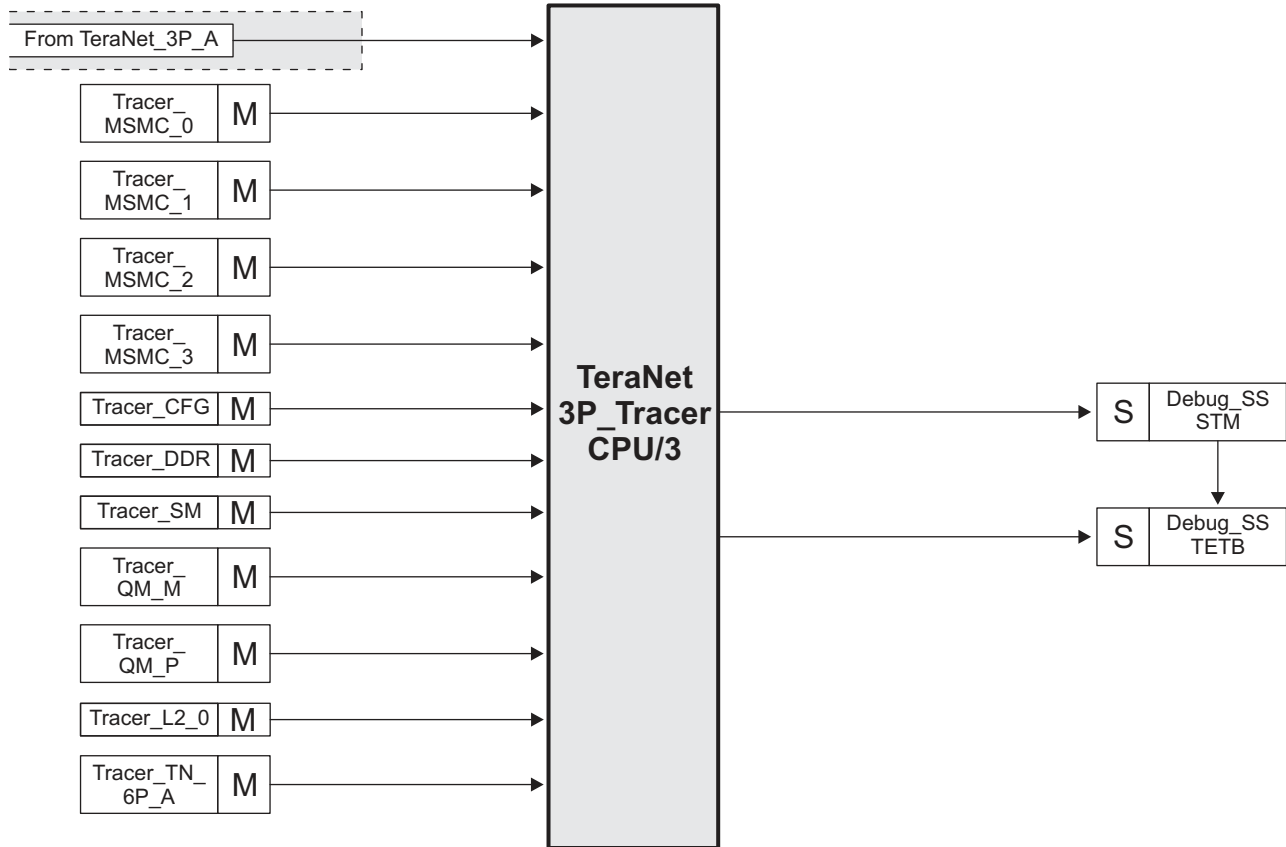 From TeraNet_3P_A
Tracer_
MSMC_0
M
Tracer_
MSMC_1
M
Tracer_
MSMC_2
M
Tracer_
MSMC_3
M
Tracer_CFG
M
Tracer_DDR
M
Tracer_SM
M
Tracer_
QM_M
M
Tracer_
QM_P
M
Tracer_L2_0
M
Tracer_TN_
6P_A
M
TeraNet
3P_Tracer
CPU/3
S
Debug_SS
STM
S
Debug_SS
TETB